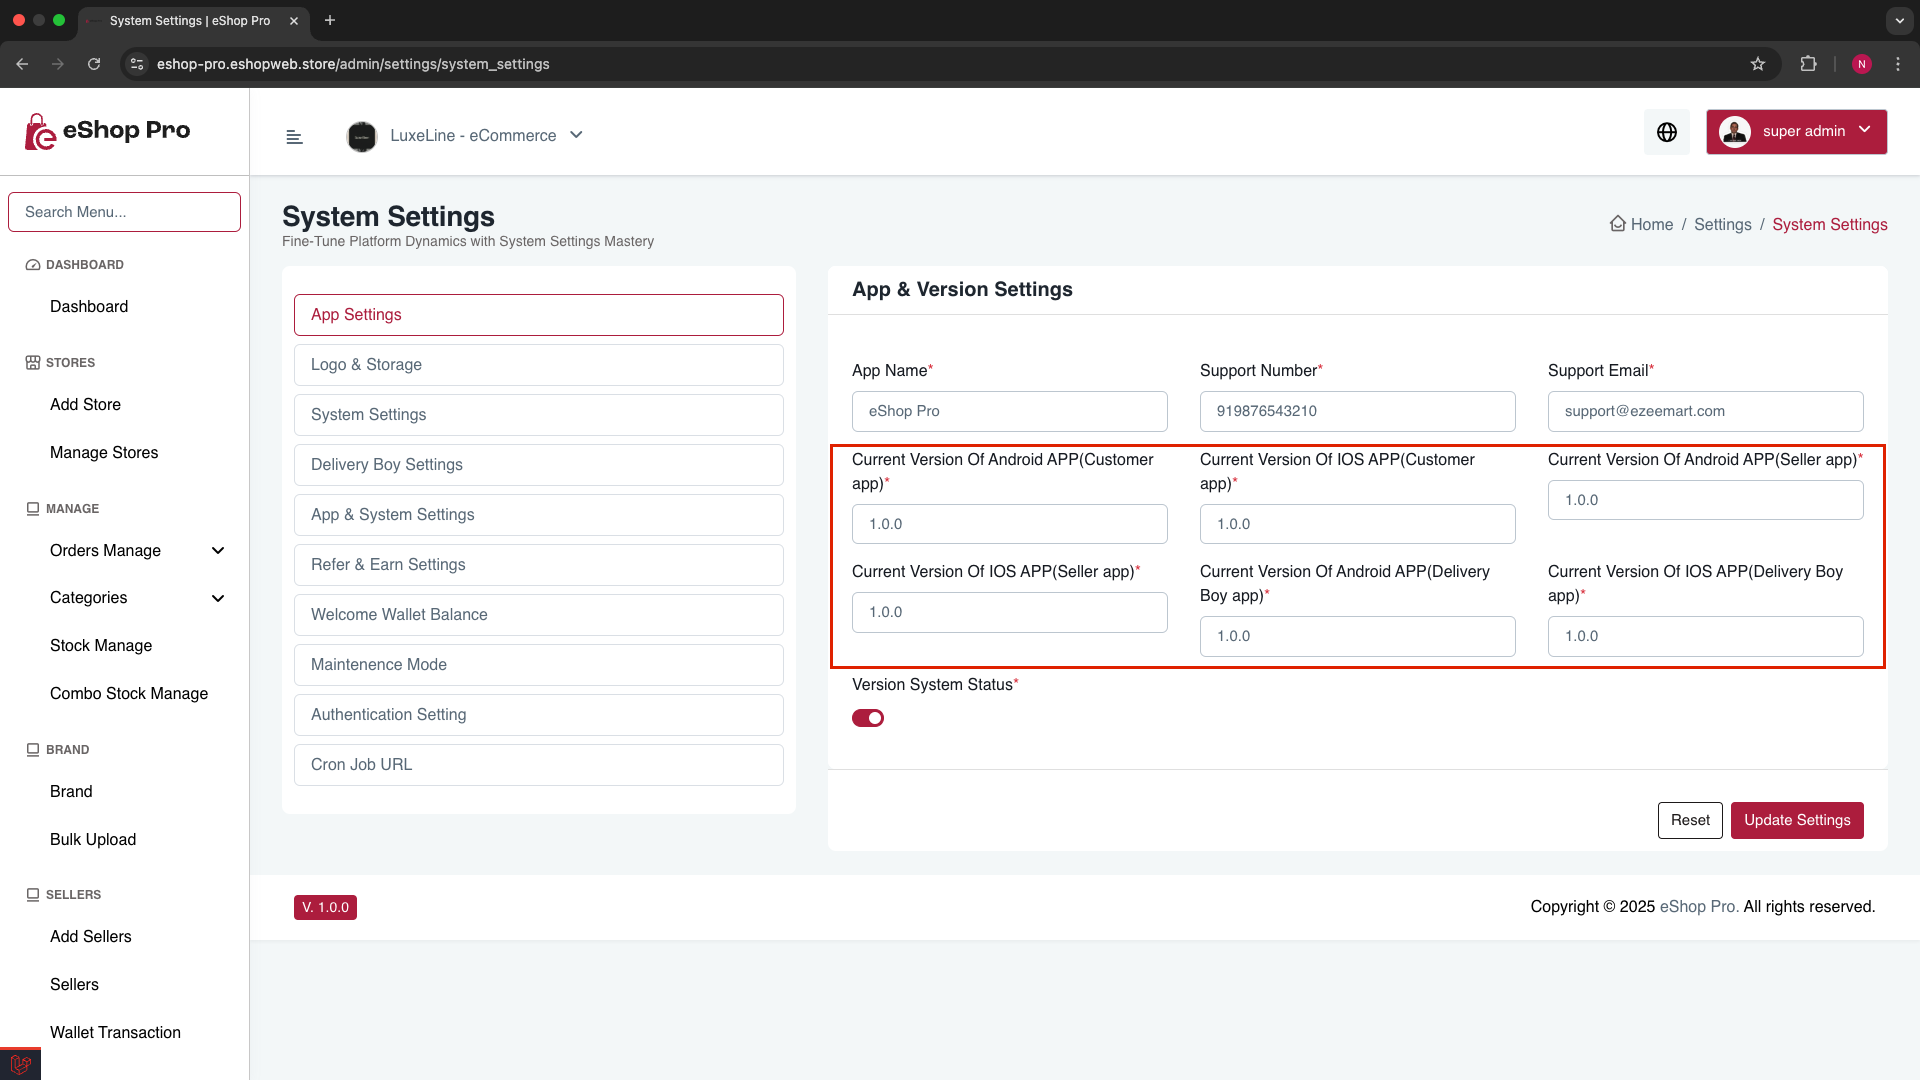 System Settings | eShop Pro
eshop-pro.eshopweb.store/admin/settings/system_settings
N
eShop Pro
LuxeLine - eCommerce
super admin
Search Menu...
DASHBOARD
Dashboard
STORES
Add Store
Manage Stores
MANAGE
Orders Manage
Categories
Stock Manage
Combo Stock Manage
BRAND
Brand
Bulk Upload
SELLERS
Add Sellers
Sellers
Wallet Transaction
System Settings
Fine-Tune Platform Dynamics with System Settings Mastery
Home / Settings / System Settings
App Settings
Logo & Storage
System Settings
Delivery Boy Settings
App & System Settings
Refer & Earn Settings
Welcome Wallet Balance
Maintenence Mode
Authentication Setting
Cron Job URL
App & Version Settings
App Name*
eShop Pro
Support Number*
919876543210
Support Email*
support@ezeemart.com
Current Version Of Android APP(Customer
app)*
1.0.0
Current Version Of IOS APP(Customer
app)*
1.0.0
Current Version Of Android APP(Seller app)*
1.0.0
Current Version Of IOS APP(Seller app)*
1.0.0
Current Version Of Android APP(Delivery
Boy app)*
1.0.0
Current Version Of IOS APP(Delivery Boy
app)*
1.0.0
Version System Status*
Reset
Update Settings
V. 1.0.0
Copyright © 2025 eShop Pro. All rights reserved.